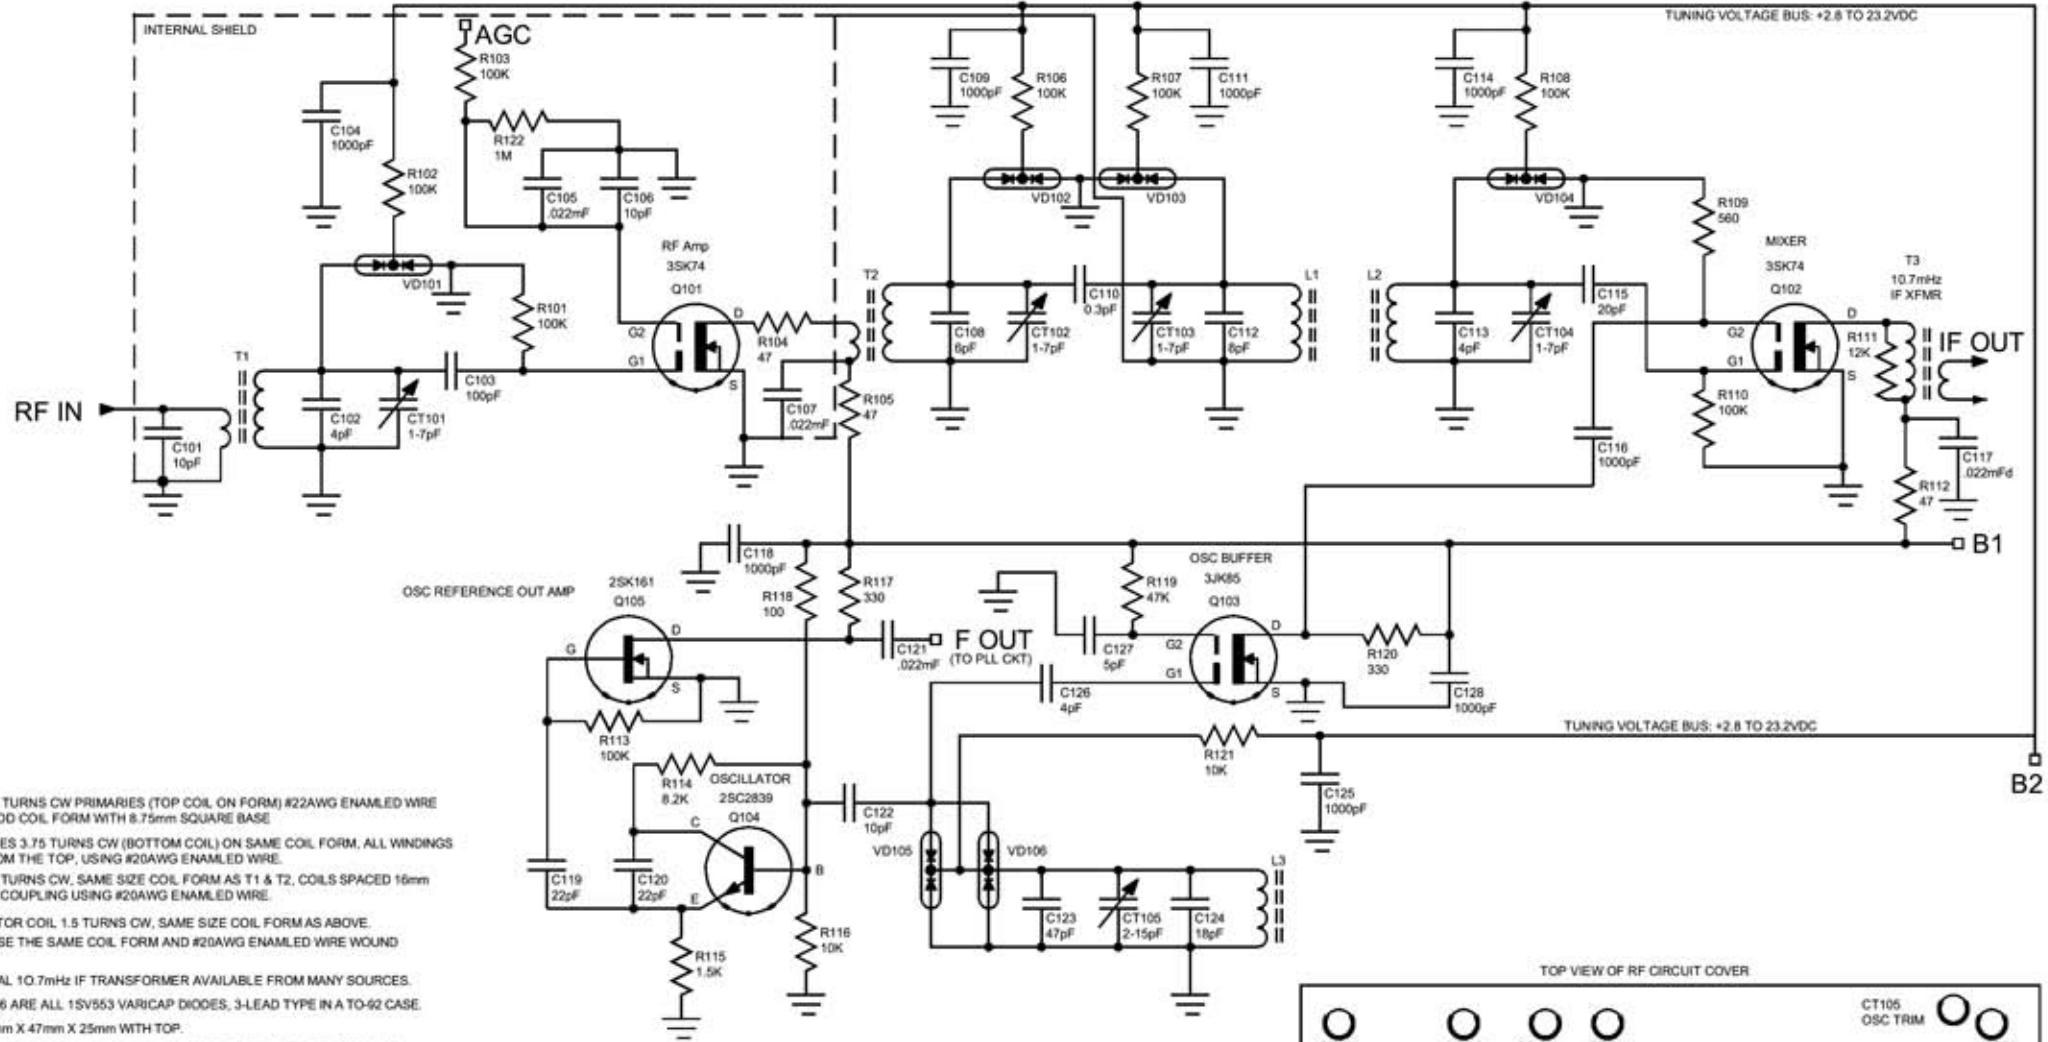 INTERNAL SHIELD
TUNING VOLTAGE BUS: +2.8 TO 23.2VDC
AGC
R103
100K
C104
1000pF
R122
1M
R102
100K
C105
.022mF
C106
10pF
C109
1000pF
R106
100K
R107
100K
C111
1000pF
C114
1000pF
R108
100K
VD101
VD102
VD103
VD104
R101
100K
RF Amp
3SK74
Q101
G2
G1
D
S
R104
47
T2
C107
.022mF
R105
47
C108
6pF
CT102
1-7pF
C110
0.3pF
CT103
1-7pF
C112
8pF
L1
L2
C113
4pF
CT104
1-7pF
C115
20pF
R109
560
MIXER
3SK74
Q102
G2
G1
D
S
T3
10.7mHz
IF XFMR
R111
12K
IF OUT
R110
100K
C116
1000pF
C117
.022mFd
R112
47
B1
RF IN
C101
10pF
T1
C102
4pF
CT101
1-7pF
C103
100pF
C118
1000pF
R118
100
R117
330
OSC REFERENCE OUT AMP
2SK161
Q105
G
D
S
C121
.022mF
F OUT
(TO PLL CKT)
R119
47K
OSC BUFFER
3JK85
Q103
C127
5pF
G2
G1
D
S
R120
330
C126
4pF
C128
1000pF
TUNING VOLTAGE BUS: +2.8 TO 23.2VDC
R121
10K
C125
1000pF
B2
R113
100K
R114
8.2K
OSCILLATOR
2SC2839
Q104
C
B
E
C122
10pF
VD105
VD106
C119
22pF
C120
22pF
R115
1.5K
R116
10K
C123
47pF
CT105
2-15pF
C124
18pF
L3
TURNS CW PRIMARIES (TOP COIL ON FORM) #22AWG ENAMLED WIRE
OD COIL FORM WITH 8.75mm SQUARE BASE
ES 3.75 TURNS CW (BOTTOM COIL) ON SAME COIL FORM, ALL WINDINGS
OM THE TOP, USING #20AWG ENAMLED WIRE.
TURNS CW, SAME SIZE COIL FORM AS T1 & T2, COILS SPACED 16mm
COUPLING USING #20AWG ENAMLED WIRE.
TOR COIL 1.5 TURNS CW, SAME SIZE COIL FORM AS ABOVE.
SE THE SAME COIL FORM AND #20AWG ENAMLED WIRE WOUND
AL 1O.7mHz IF TRANSFORMER AVAILABLE FROM MANY SOURCES.
6 ARE ALL 1SV553 VARICAP DIODES, 3-LEAD TYPE IN A TO-92 CASE.
m X 47mm X 25mm WITH TOP.
TOP VIEW OF RF CIRCUIT COVER
CT105
OSC TRIM